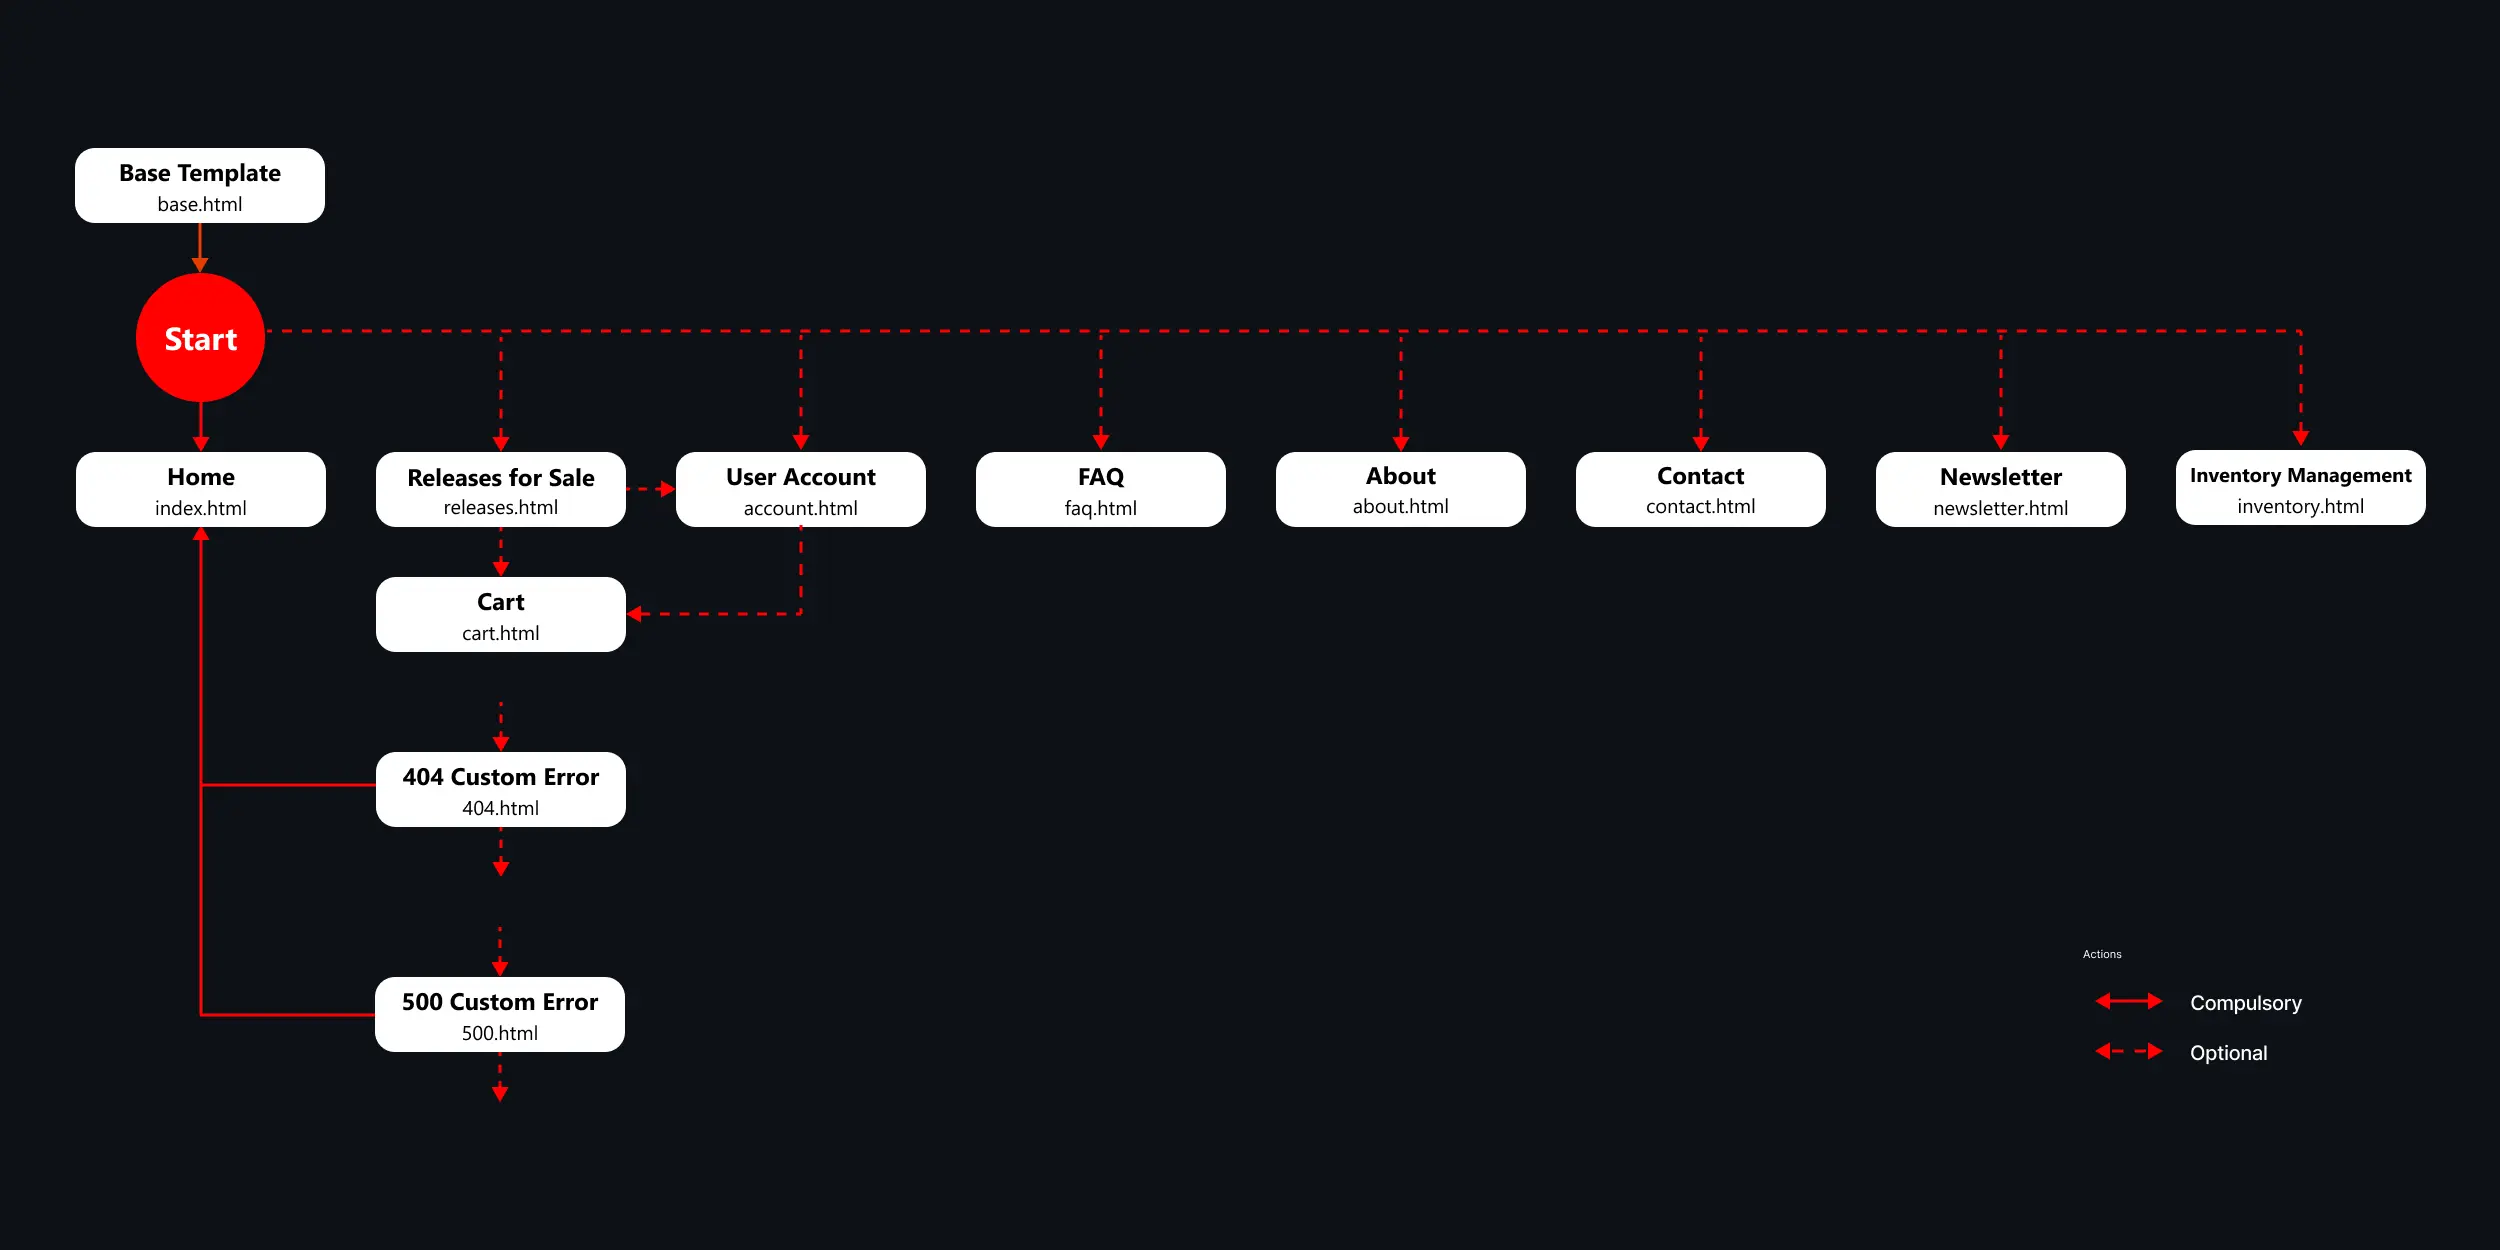 Base Template
base.html
Start
Home
index.html
Releases for Sale
releases.html
User Account
account.html
FAQ
faq.html
About
about.html
Contact
contact.html
Newsletter
newsletter.html
Inventory Management
inventory.html
Cart
cart.html
404 Custom Error
404.html
500 Custom Error
500.html
Actions
Compulsory
Optional